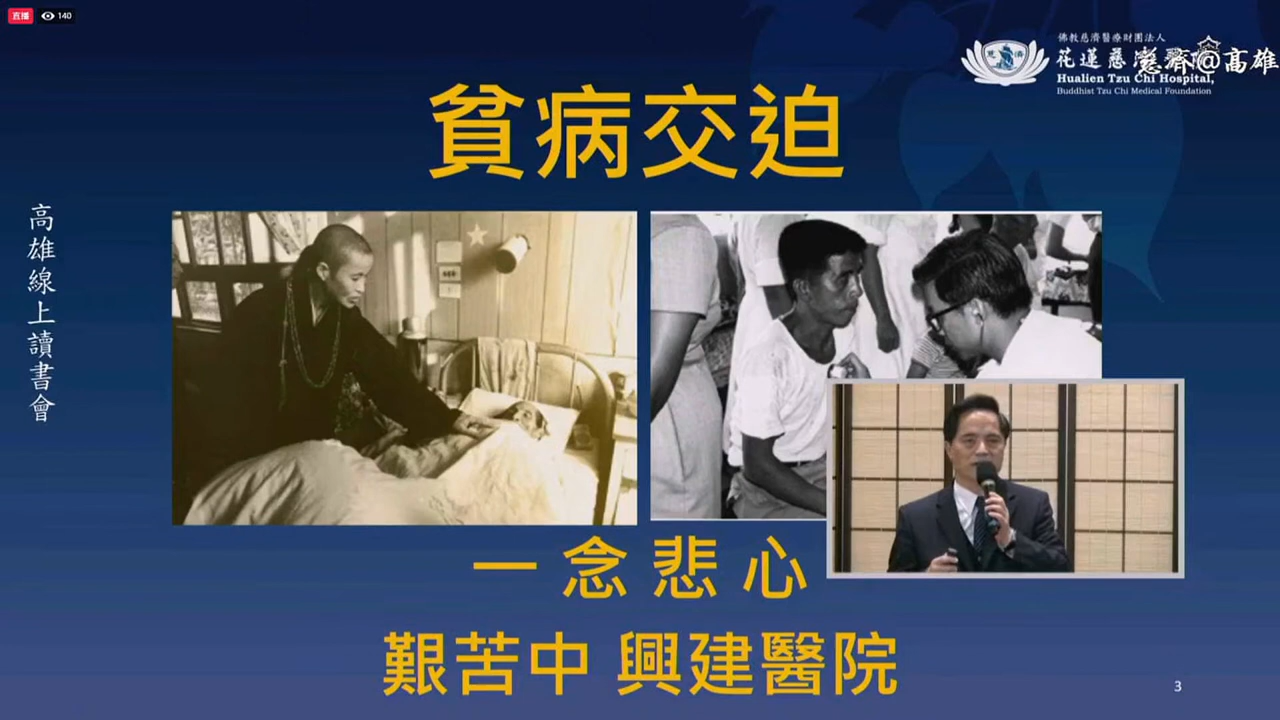 直播 140
佛教慈濟醫療財團法人
花蓮慈濟
慈濟@高雄
Hualien Tzu Chi Hospital,
Buddhist Tzu Chi Medical Foundation
貧病交迫
高雄線上讀書會
一念悲心
艱苦中 興建醫院
3